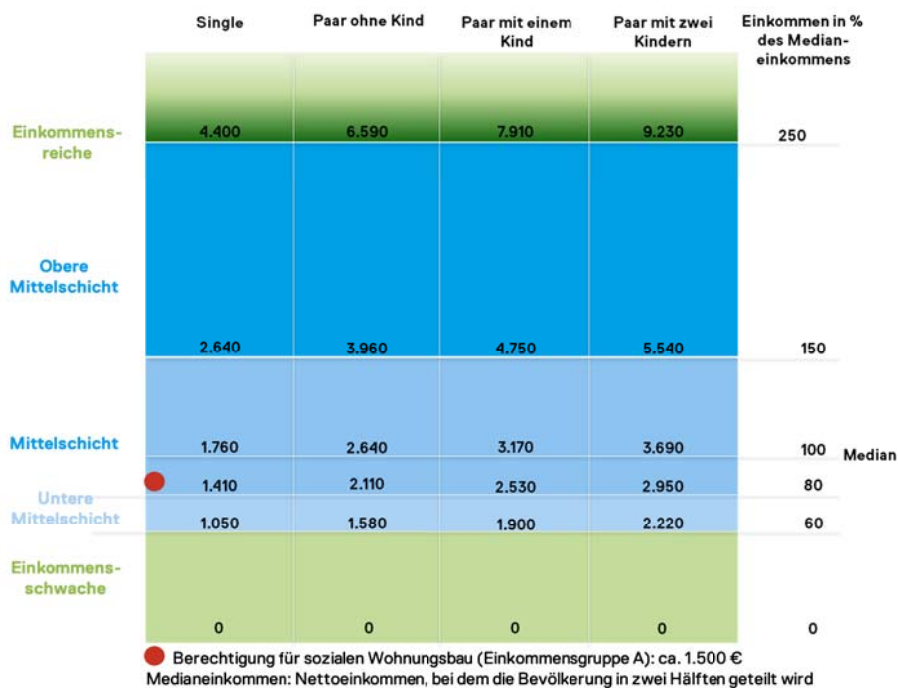 Single Paar ohne Kind Paar mit einem Kind Paar mit zwei Kindern Einkommen in % des Median-einkommens
Einkommens-reiche 4.400 6.590 7.910 9.230 250
Obere Mittelschicht 2.640 3.960 4.750 5.540 150
Mittelschicht 1.760 2.640 3.170 3.690 100 Median
1.410 2.110 2.530 2.950 80
Untere Mittelschicht 1.050 1.580 1.900 2.220 60
Einkommens-schwache 0 0 0 0 0
Berechtigung für sozialen Wohnungsbau (Einkommensgruppe A): ca. 1.500 €
Medianeinkommen: Nettoeinkommen, bei dem die Bevölkerung in zwei Hälften geteilt wird